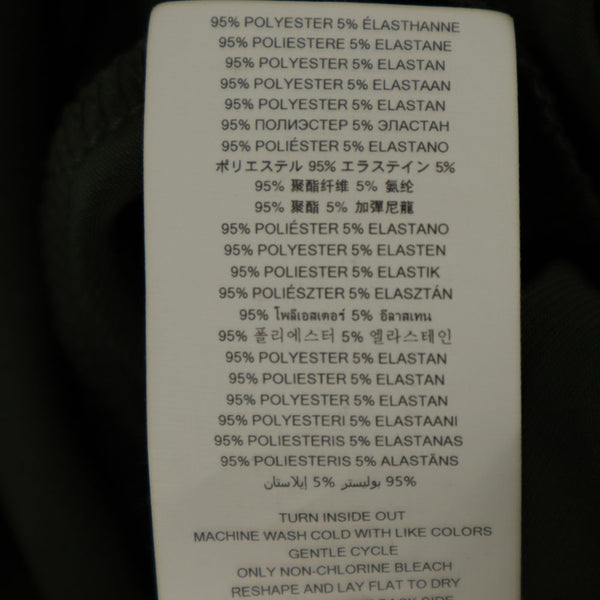 95% POLYESTER 5% ÉLASTHANNE
95% POLIESTERE 5% ELASTANE
95% POLYESTER 5% ELASTAN
95% POLYESTER 5% ELASTAAN
95% POLYESTER 5% ELASTAN
95% ПОЛИЭСТЕР 5% ЭЛАСТАН
95% POLIÉSTER 5% ELASTANO
ポリエステル 95% エラステイン 5%
95% 聚酯纤维 5% 氨纶
95% 聚酯 5% 加彈尼龍
95% POLIÉSTER 5% ELASTANO
95% POLYESTER 5% ELASTEN
95% POLIESTER 5% ELASTIK
95% POLIÉSZTER 5% ELASZTÁN
95% โพลีเอสเตอร์ 5% อีลาสเทน
95% 폴리에스터 5% 엘라스테인
95% POLYESTER 5% ELASTAN
95% POLIESTER 5% ELASTAN
95% POLYESTER 5% ELASTAN
95% POLYESTERI 5% ELASTAANI
95% POLIESTERIS 5% ELASTANAS
95% POLIESTERIS 5% ALASTĀNS
95% بوليستر 5% إيلاستان
TURN INSIDE OUT
MACHINE WASH COLD WITH LIKE COLORS
GENTLE CYCLE
ONLY NON-CHLORINE BLEACH
RESHAPE AND LAY FLAT TO DRY
BACK SIDE